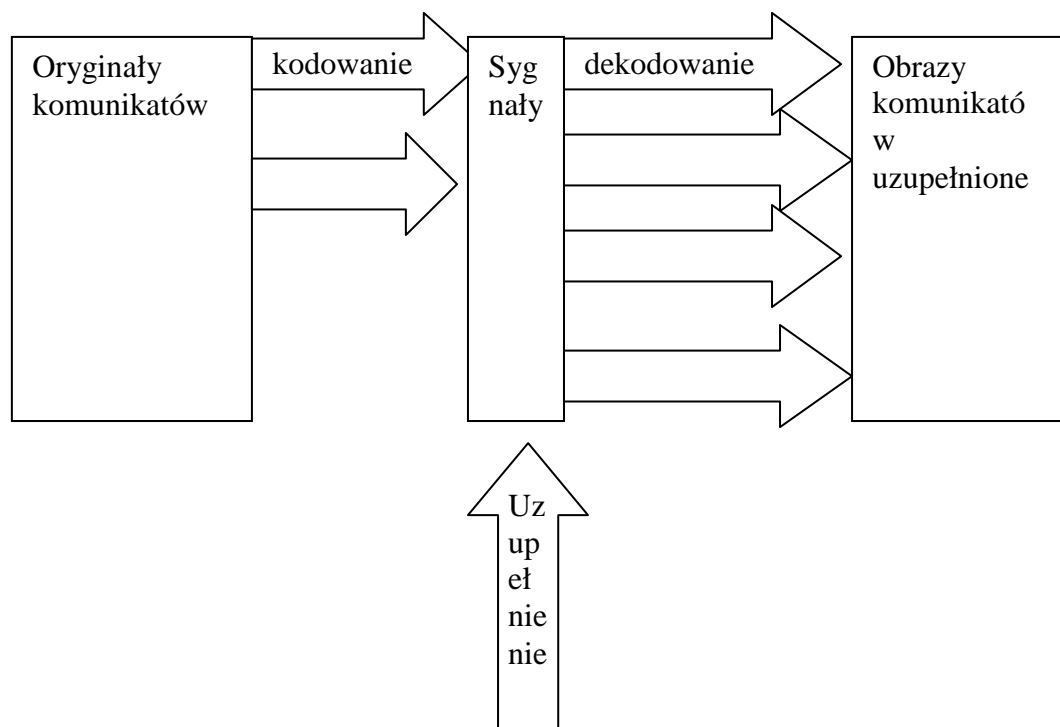 Oryginały
komunikatów
kodowanie
Syg
nały
dekodowanie
Obrazy
komunikató
w
uzupełnione
Uz
up
eł
nie
nie